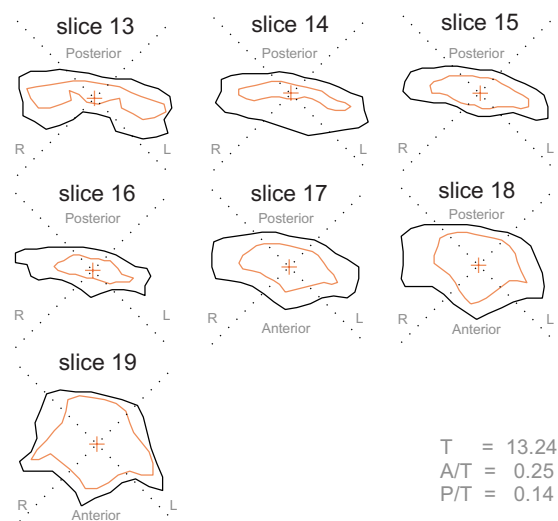 slice 13
slice 14
slice 15
Posterior
Posterior
Posterior
R
L
R
L
R
L
slice 16
slice 17
slice 18
Posterior
Posterior
Posterior
R
L
R
Anterior
L
R
Anterior
L
slice 19
R
Anterior
L
T = 13.24
A/T = 0.25
P/T = 0.14